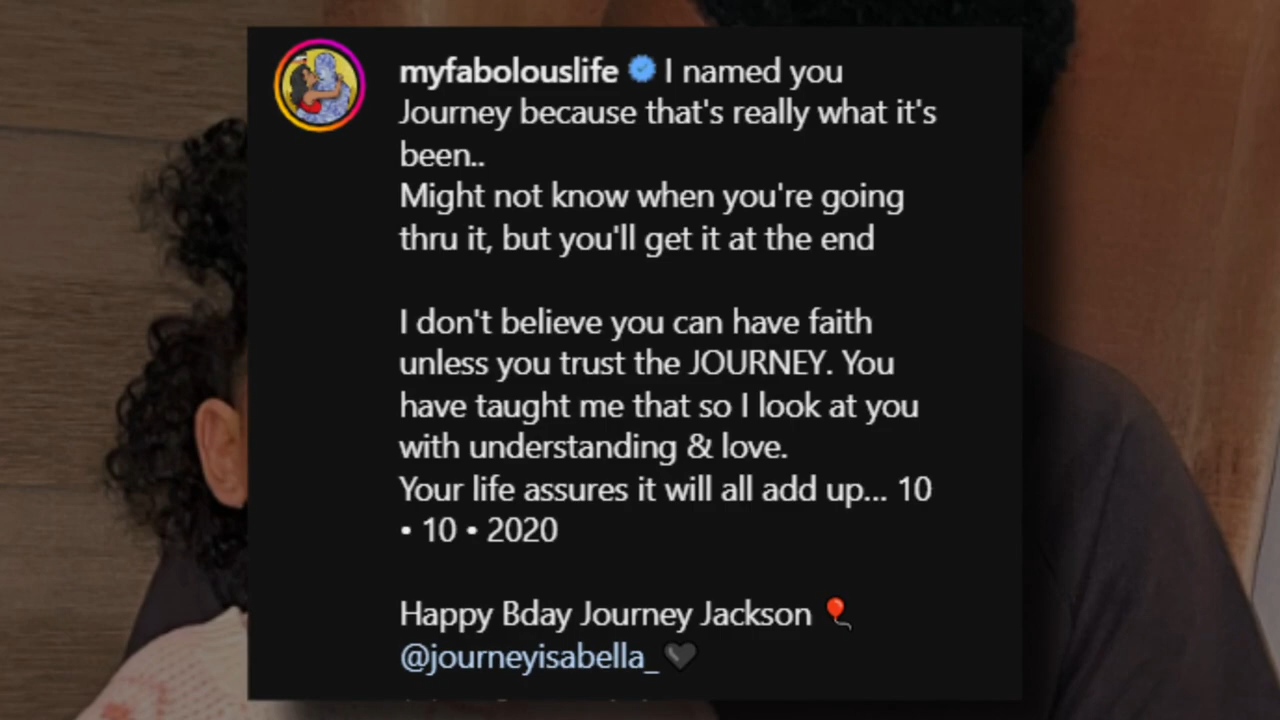 myfabolouslife I named you
Journey because that's really what it's
been..
Might not know when you're going
thru it, but you'll get it at the end
I don't believe you can have faith
unless you trust the JOURNEY. You
have taught me that so I look at you
with understanding & love.
Your life assures it will all add up... 10
• 10 • 2020
Happy Bday Journey Jackson 🎈
@journeyisabella_🖤